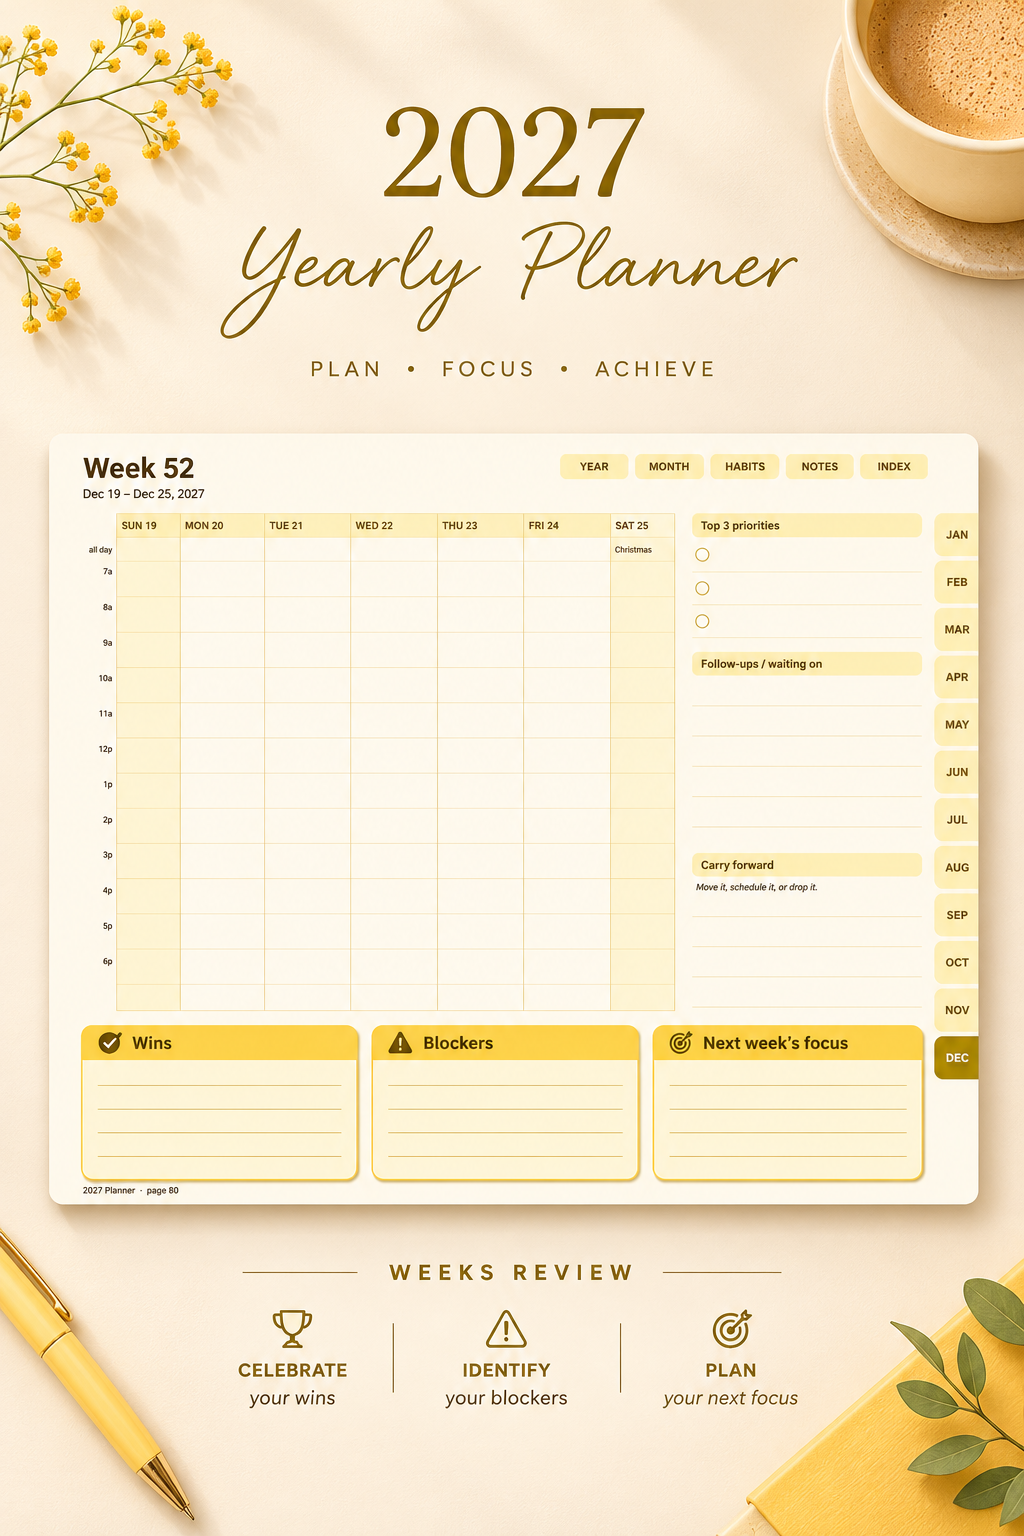 2027
Yearly Planner
PLAN • FOCUS • ACHIEVE
Week 52
Dec 19 – Dec 25, 2027
YEAR MONTH HABITS NOTES INDEX
SUN 19 MON 20 TUE 21 WED 22 THU 23 FRI 24 SAT 25
all day Christmas
7a
8a
9a
10a
11a
12p
1p
2p
3p
4p
5p
6p
Top 3 priorities
Follow-ups / waiting on
Carry forward
Move it, schedule it, or drop it.
JAN
FEB
MAR
APR
MAY
JUN
JUL
AUG
SEP
OCT
NOV
DEC
Wins
Blockers
Next week's focus
2027 Planner · page 80
WEEKS REVIEW
CELEBRATE
your wins
IDENTIFY
your blockers
PLAN
your next focus